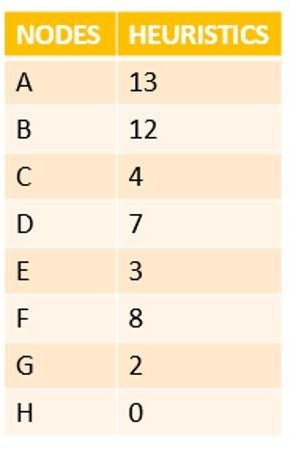 NODES HEURISTICS
A 13
B 12
C 4
D 7
E 3
F 8
G 2
H 0